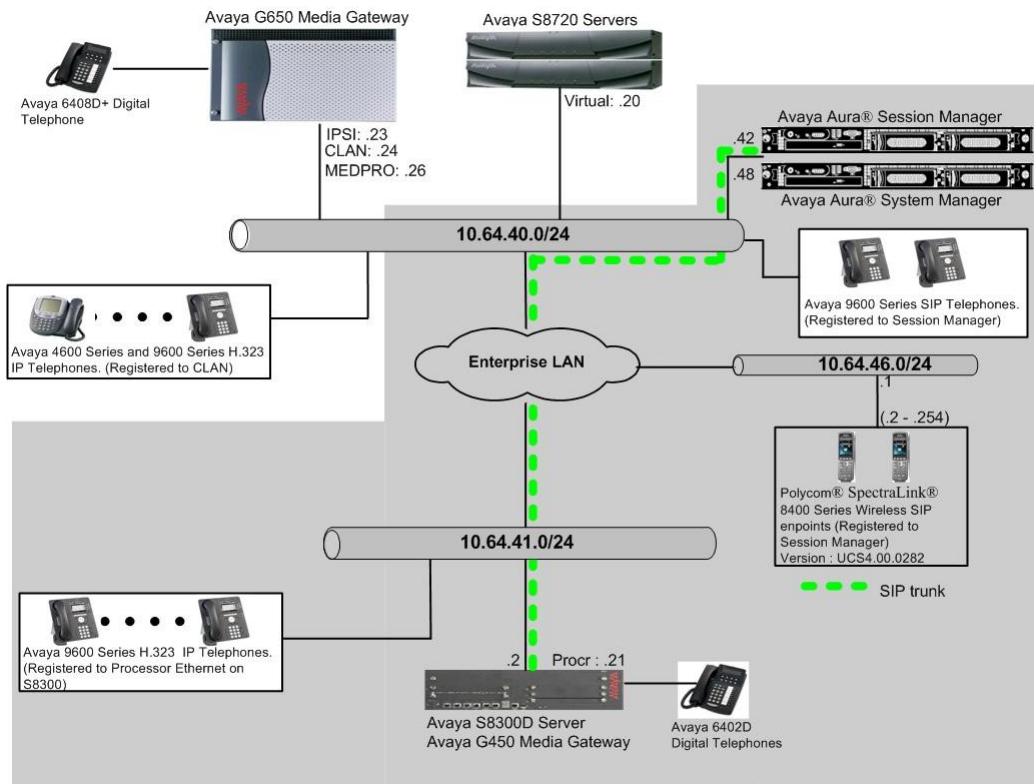 Avaya G650 Media Gateway
Avaya S8720 Servers
Avaya 6408D+ Digital
Telephone
IPSI: .23
CLAN: .24
MEDPRO: .26
Virtual: .20
Avaya Aura® Session Manager
.42
.48
Avaya Aura® System Manager
10.64.40.0/24
Avaya 9600 Series SIP Telephones.
(Registered to Session Manager)
Avaya 4600 Series and 9600 Series H.323
IP Telephones. (Registered to CLAN)
Enterprise LAN
10.64.46.0/24
.1
(.2 - .254)
Polycom® SpectraLink®
8400 Series Wireless SIP
enpoints (Registered to
Session Manager)
Version : UCS4.00.0282
10.64.41.0/24
SIP trunk
Avaya 9600 Series H.323 IP Telephones.
(Registered to Processor Ethernet on
S8300)
.2
Procr : .21
Avaya S8300D Server
Avaya G450 Media Gateway
Avaya 6402D
Digital Telephones